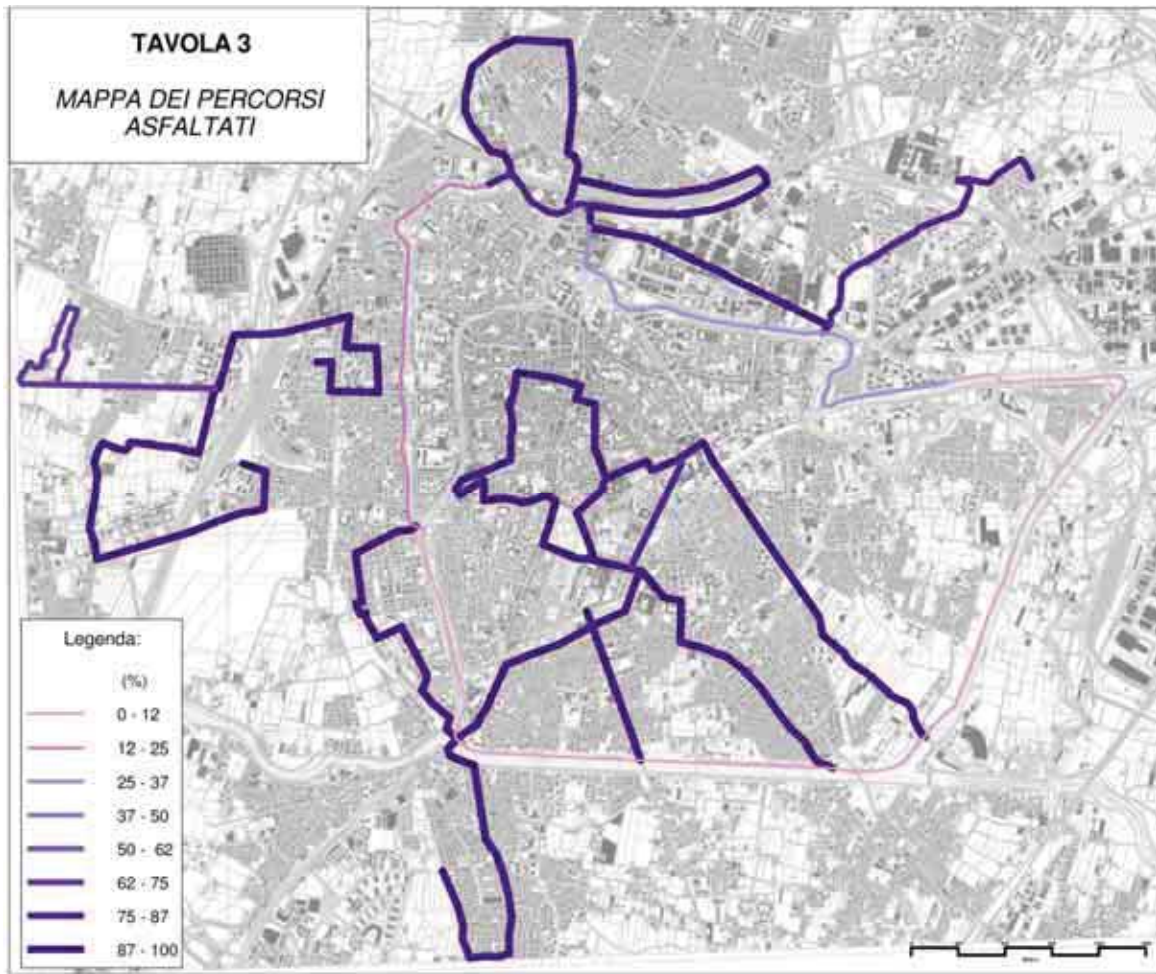 TAVOLA 3
MAPPA DEI PERCORSI
ASFALTATI
Legenda:
(%)
0 - 12
12 - 25
25 - 37
37 - 50
50 - 62
62 - 75
75 - 87
87 - 100